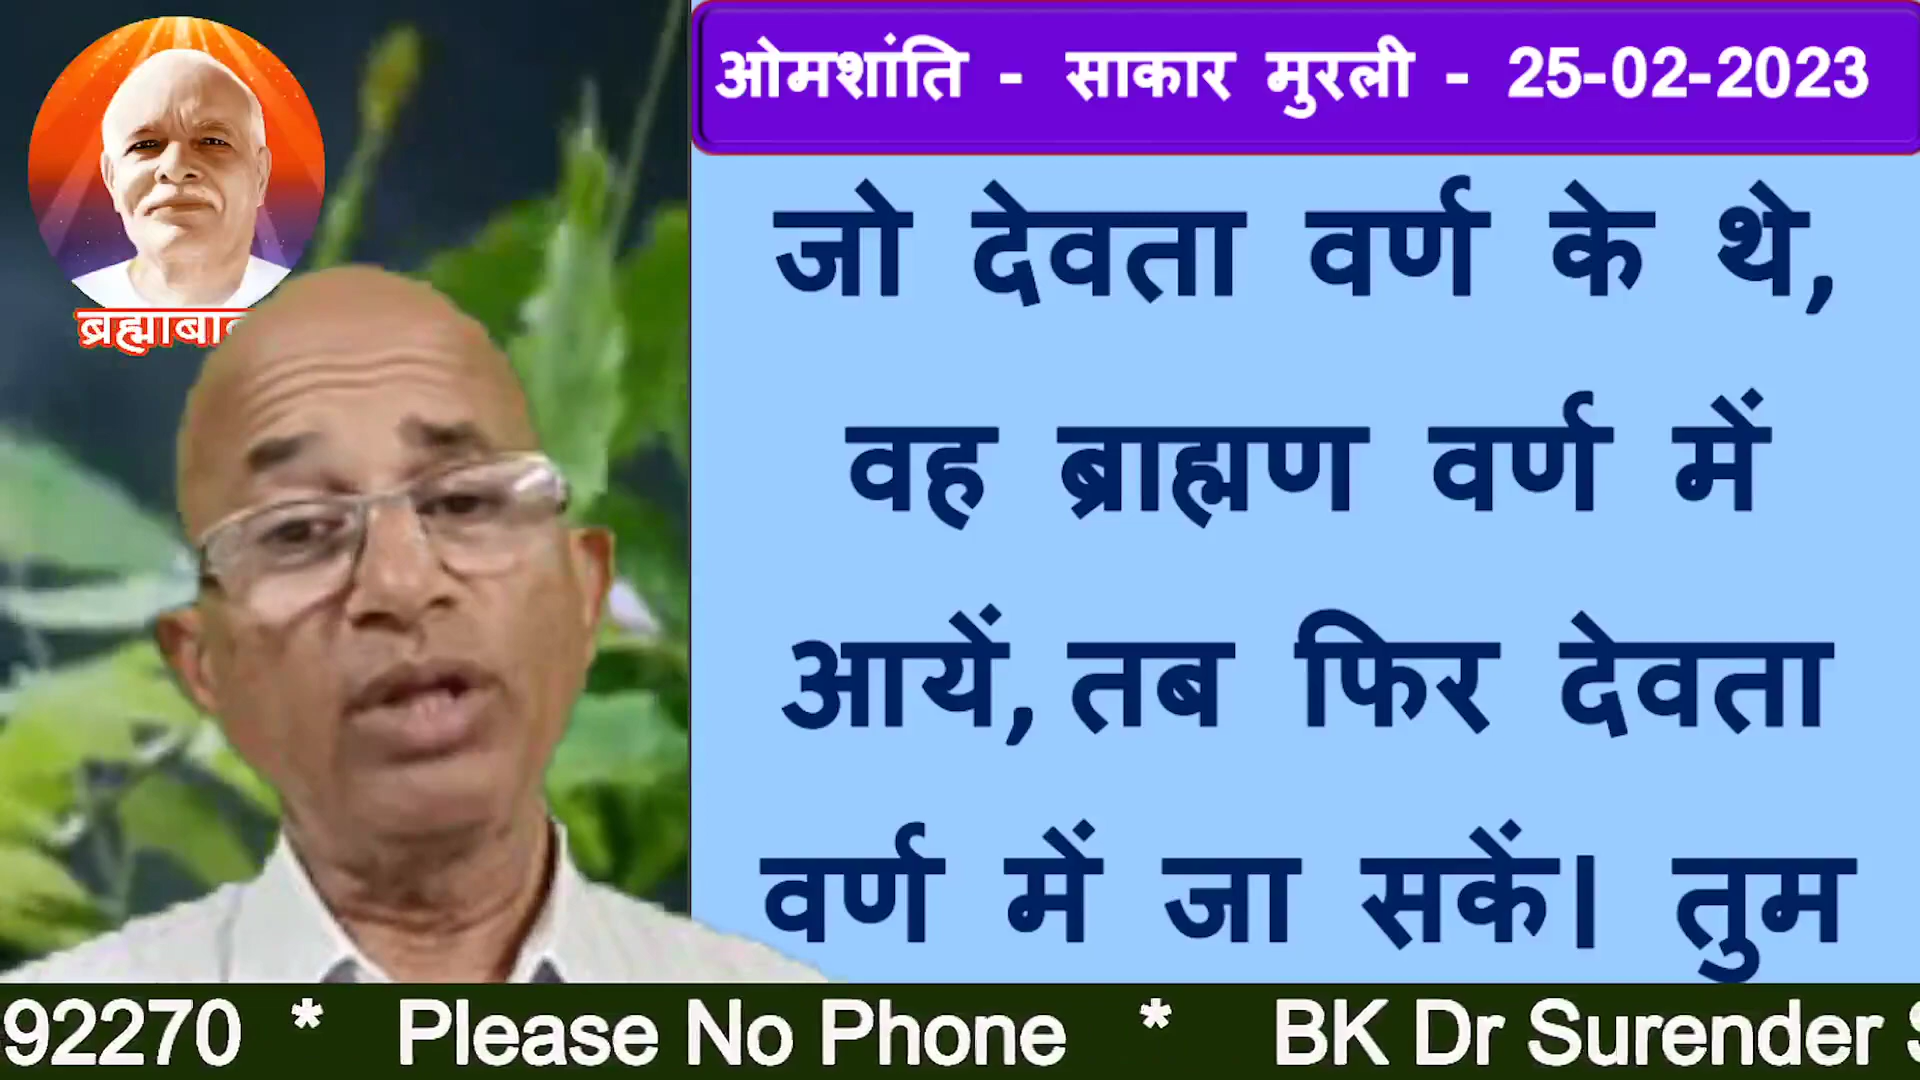 ओमशांति - साकार मुरली - 25-02-2023
जो देवता वर्ण के थे,
वह ब्राह्मण वर्ण में
आयें, तब फिर देवता
वर्ण में जा सकें। तुम
92270 * Please No Phone * BK Dr Surender